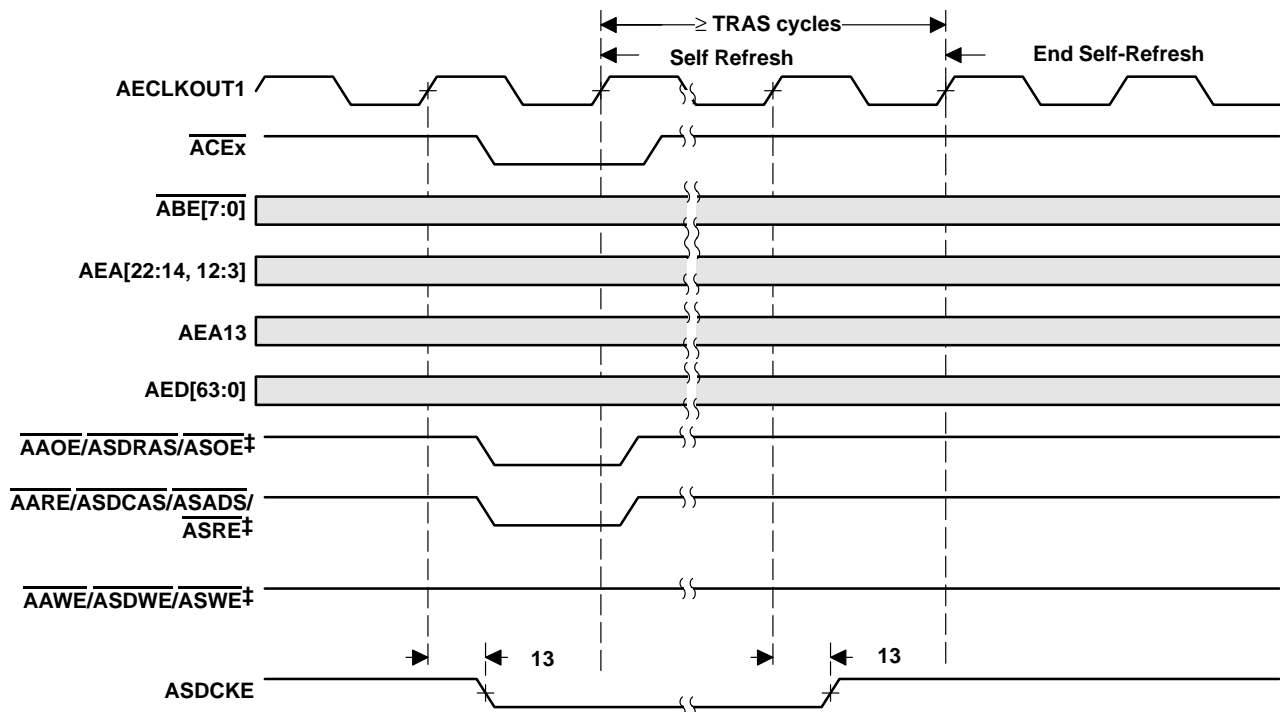 ≥ TRAS cycles
Self Refresh
End Self-Refresh
AECLKOUT1
ACEx
ABE[7:0]
AEA[22:14, 12:3]
AEA13
AED[63:0]
AAOE/ASDRAS/ASOE‡
AARE/ASDCAS/ASADS/
ASRE‡
AAWE/ASDWE/ASWE‡
13
13
ASDCKE